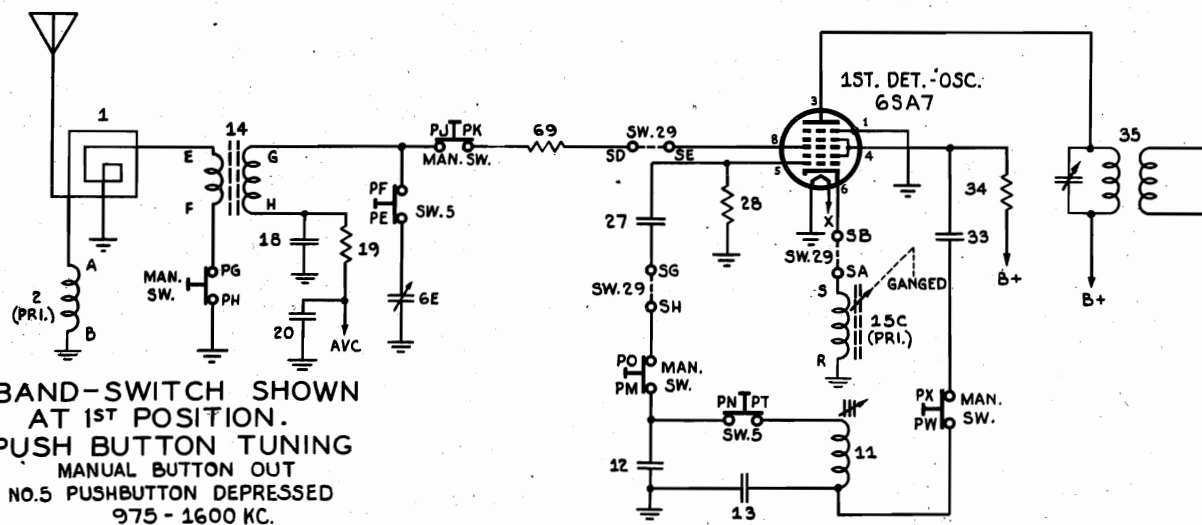 1ST. DET.-OSC.
6SA7
3
1
8
4
5
6
X
1
14
E
F
G
H
PJ PK
MAN. SW.
69
SW.29
SD
SE
35
PF
PE
SW.5
27
28
34
33
SB
SW.29
SA
GANGED
B+
B+
18
19
2
(PRI.)
A
B
MAN.
SW.
PG
PH
20
AVC
6E
SG
SW.29
SH
S
R
15C
(PRI.)
PO
PM
MAN.
SW.
PN PT
SW.5
PX
PW
MAN.
SW.
12
13
11
BAND-SWITCH SHOWN
AT 1ST POSITION.
PUSH BUTTON TUNING
MANUAL BUTTON OUT
NO.5 PUSHBUTTON DEPRESSED
975-1600 KC.